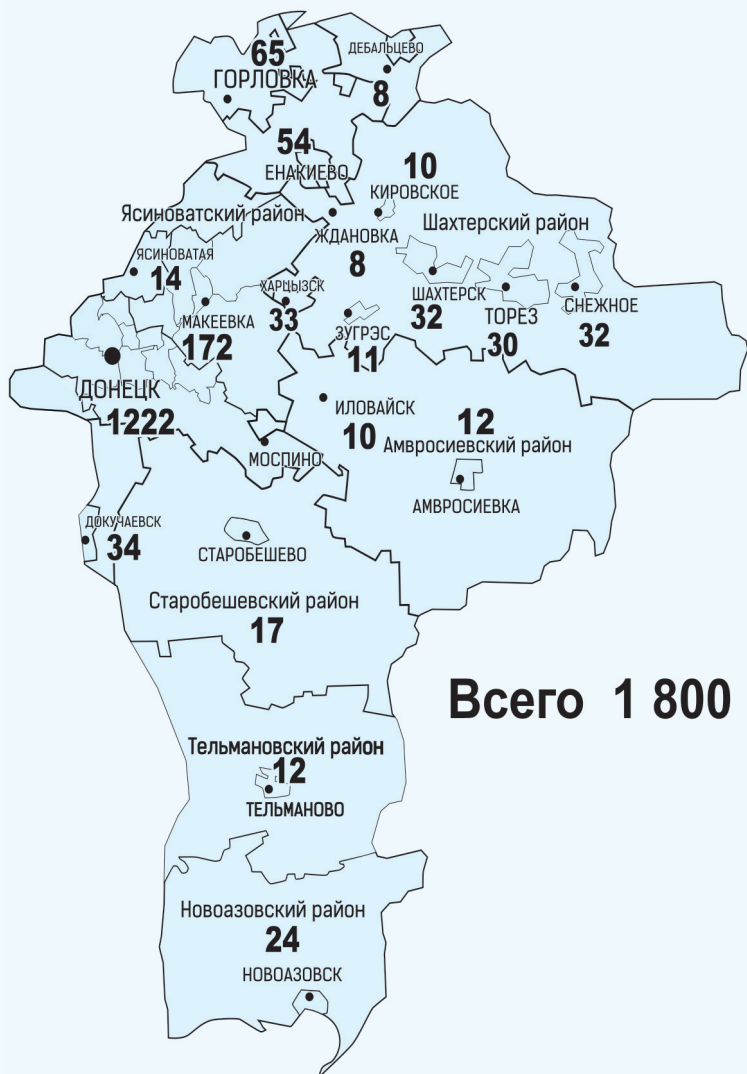 65
ГОРЛОВКА
ДЕБАЛЬЦЕВО
8
54
ЕНАКИЕВО
10
КИРОВСКОЕ
Ясиноватский район
ЖДАНОВКА
8
Шахтерский район
ЯСИНОВАТАЯ
14
МАКЕЕВКА
172
ХАРЦЫЗСК
33
ЗУГРЭС
11
ШАХТЕРСК
32
ТОРЕЗ
30
СНЕЖНОЕ
32
ДОНЕЦК
1222
ИЛОВАЙСК
10
12
Амвросиевский район
АМВРОСИЕВКА
МОСПИНО
ДОКУЧАЕВСК
34
СТАРОБЕШЕВО
Старобешевский район
17
Всего 1 800
Тельмановский район
12
ТЕЛЬМАНОВО
Новоазовский район
24
НОВОАЗОВСК